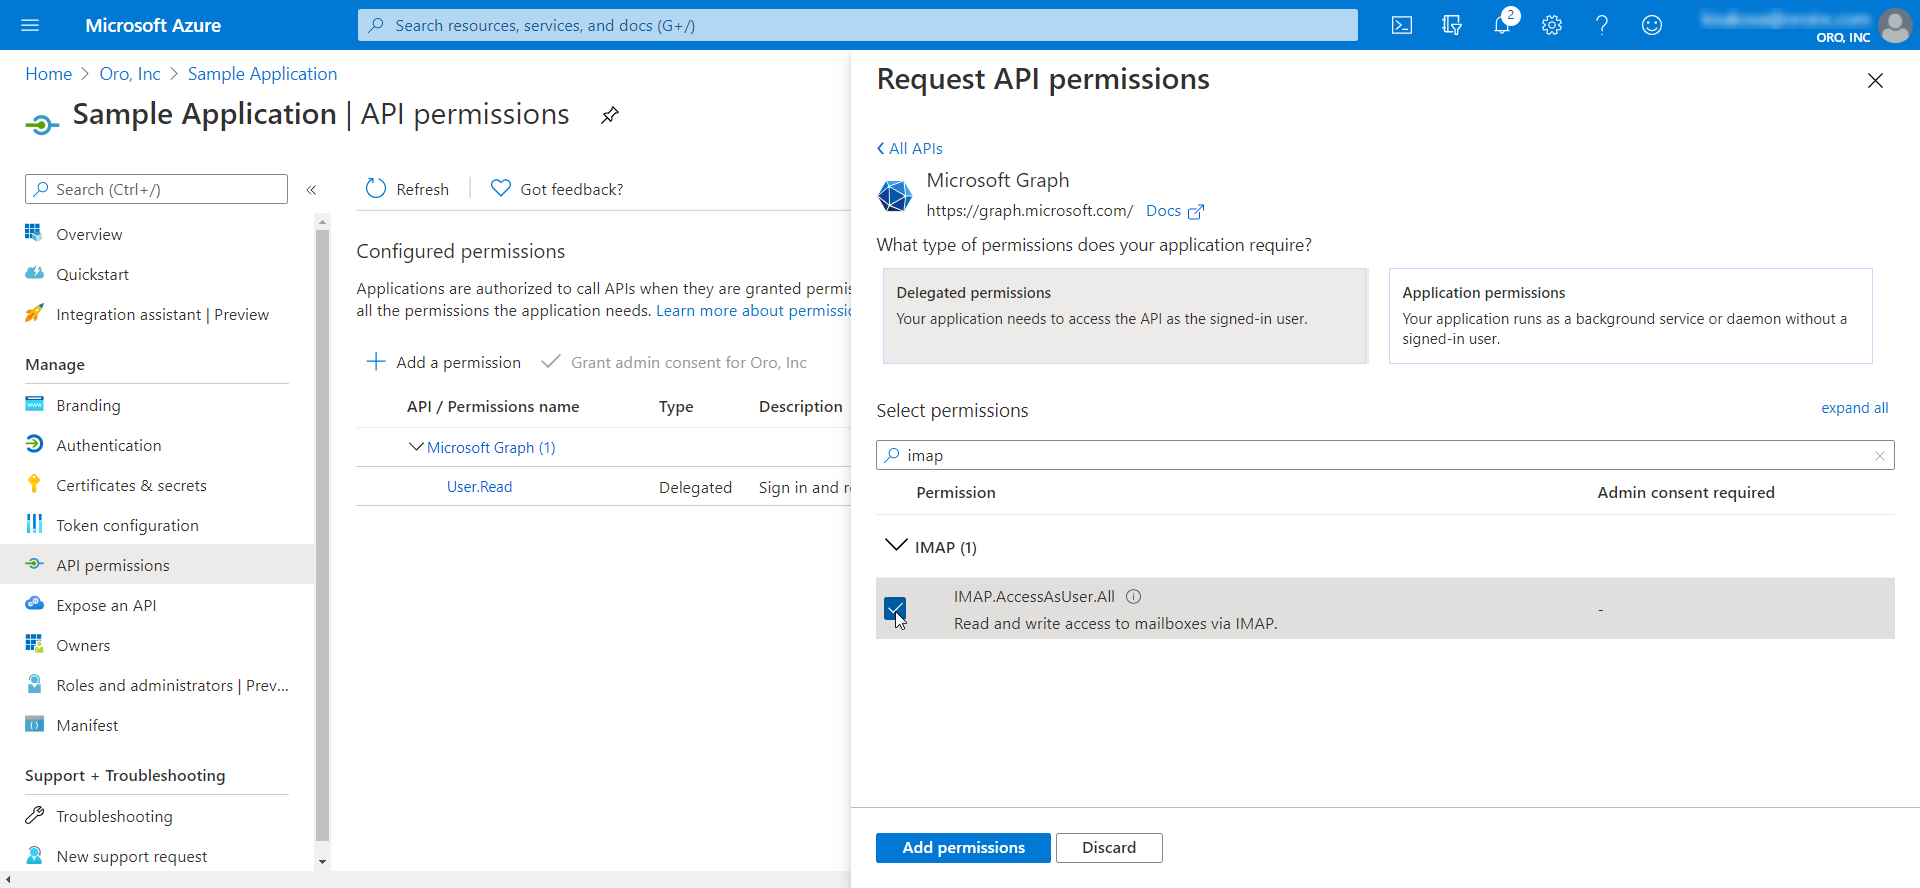 Microsoft Azure
Search resources, services, and docs (G+/)
2
ORO, INC
Home > Oro, Inc > Sample Application
Sample Application | API permissions
Search (Ctrl+/)
«
Overview
Quickstart
Integration assistant | Preview
Manage
Branding
Authentication
Certificates & secrets
Token configuration
API permissions
Expose an API
Owners
Roles and administrators | Prev...
Manifest
Support + Troubleshooting
Troubleshooting
New support request
Refresh
Got feedback?
Configured permissions
Applications are authorized to call APIs when they are granted permis
all the permissions the application needs. Learn more about permissio
Add a permission
Grant admin consent for Oro, Inc
API / Permissions name Type Description
Microsoft Graph (1)
User.Read Delegated Sign in and r
Request API permissions
All APIs
Microsoft Graph
https://graph.microsoft.com/ Docs
What type of permissions does your application require?
Delegated permissions
Your application needs to access the API as the signed-in user.
Application permissions
Your application runs as a background service or daemon without a
signed-in user.
Select permissions
expand all
imap
Permission Admin consent required
IMAP (1)
IMAP.AccessAsUser.All
Read and write access to mailboxes via IMAP.
-
Add permissions
Discard